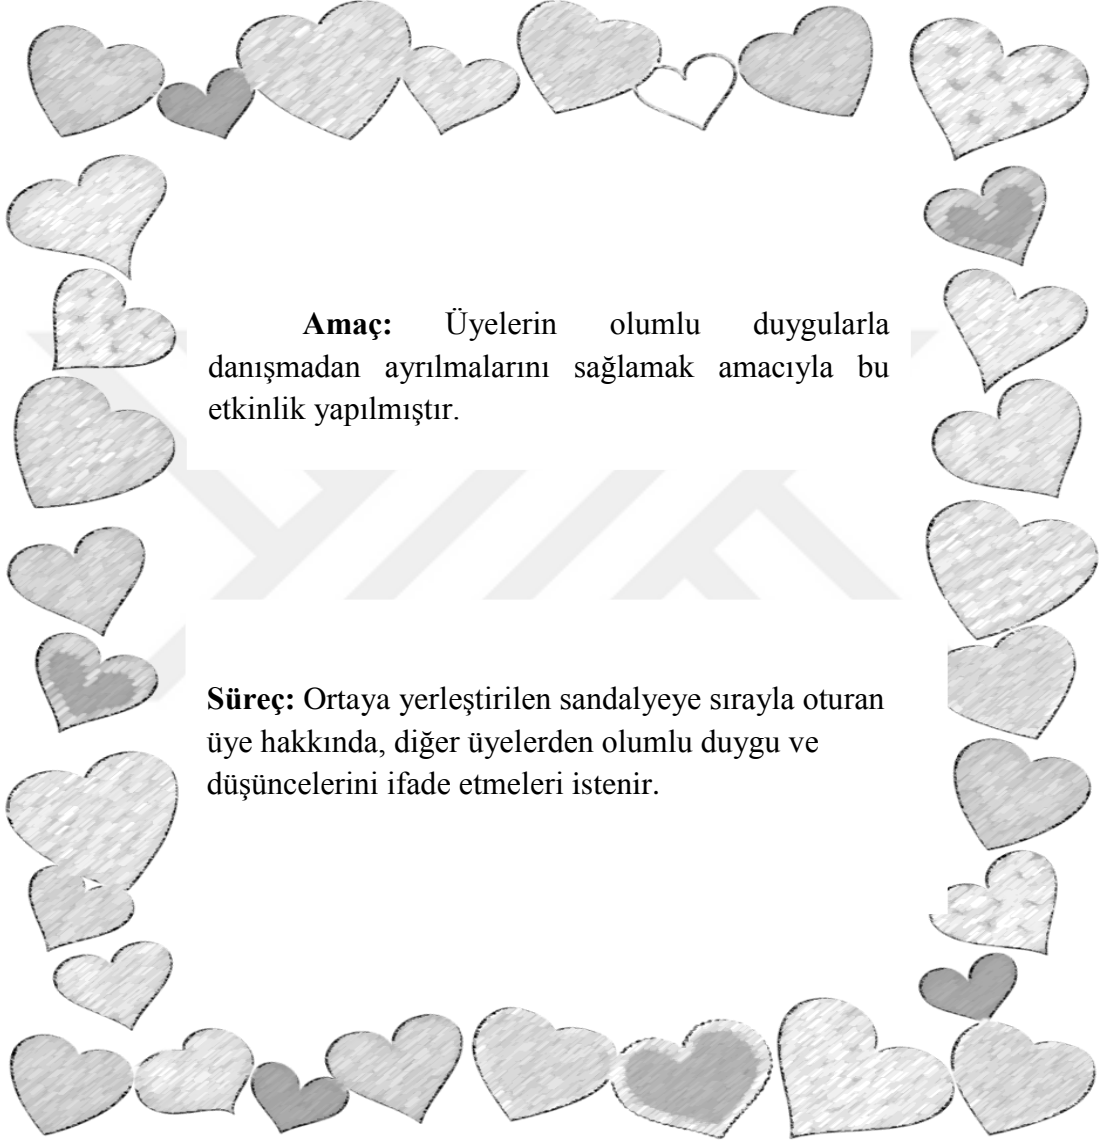 Amaç: Üyelerin olumlu duygularla
danışmadan ayrılmalarını sağlamak amacıyla bu
etkinlik yapılmıştır.
Süreç: Ortaya yerleştirilen sandalyeye sırayla oturan
üye hakkında, diğer üyelerden olumlu duygu ve
düşüncelerini ifade etmeleri istenir.